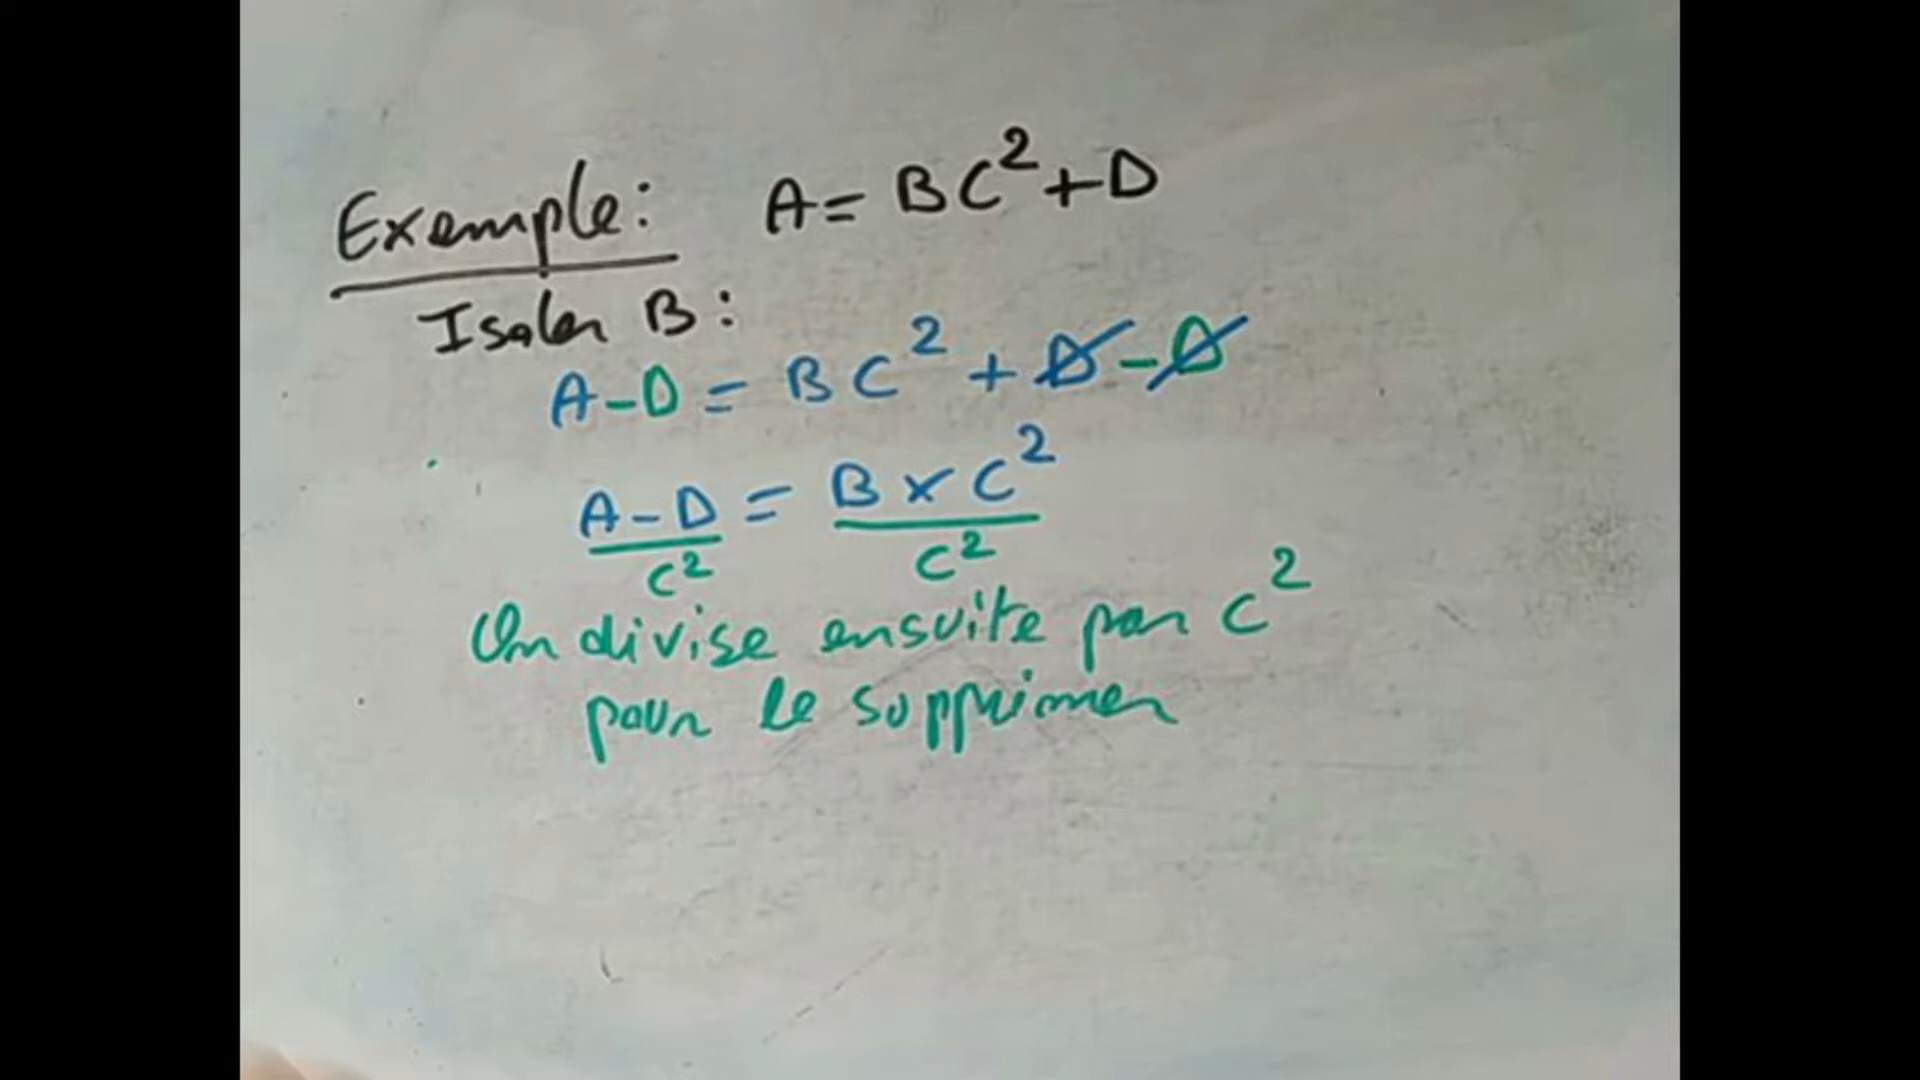 Exemple: A = BC² + D
Isoler B:
A - D = BC² + D - D
A - D / C² = B × C² / C²
On divise ensuite par C²
pour le supprimer